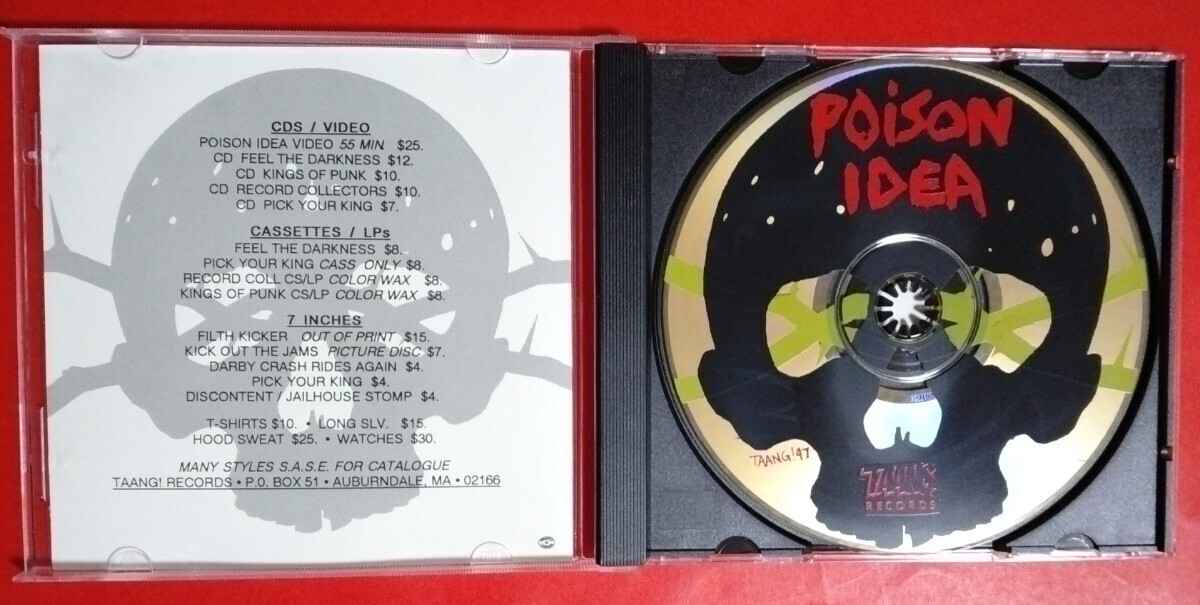 CDS / VIDEO
POISON IDEA VIDEO 55 MIN. $25.
CD FEEL THE DARKNESS $12.
CD KINGS OF PUNK $10.
CD RECORD COLLECTORS $10.
CD PICK YOUR KING $7.
CASSETTES / LPs
FEEL THE DARKNESS $8.
PICK YOUR KING CASS ONLY $8.
RECORD COLL CS/LP COLOR WAX $8.
KINGS OF PUNK CS/LP COLOR WAX $8.
7 INCHES
FILTH KICKER OUT OF PRINT $15.
KICK OUT THE JAMS PICTURE DISC $7.
DARBY CRASH RIDES AGAIN $4.
PICK YOUR KING $4.
DISCONTENT / JAILHOUSE STOMP $4.
T-SHIRTS $10. • LONG SLV. $15.
HOOD SWEAT $25. • WATCHES $30.
MANY STYLES S.A.S.E. FOR CATALOGUE
TAANG! RECORDS • P.O. BOX 51 • AUBURNDALE, MA • 02166
POISON
IDEA
TAANG!47
TAANG!
RECORDS